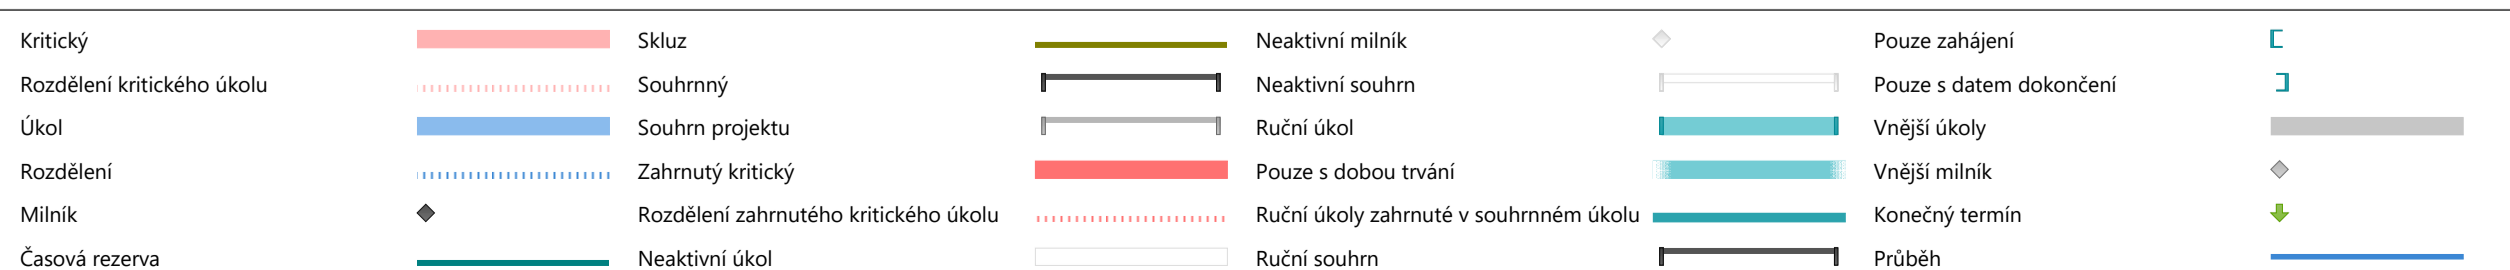 Kritický
Rozdělení kritického úkolu
Úkol
Rozdělení
Milník
Časová rezerva
Skluz
Souhrnný
Souhrn projektu
Zahrnutý kritický
Rozdělení zahrnutého kritického úkolu
Neaktivní úkol
Neaktivní milník
Neaktivní souhrn
Ruční úkol
Pouze s dobou trvání
Ruční úkoly zahrnuté v souhrnném úkolu
Ruční souhrn
Pouze zahájení
Pouze s datem dokončení
Vnější úkoly
Vnější milník
Konečný termín
Průběh